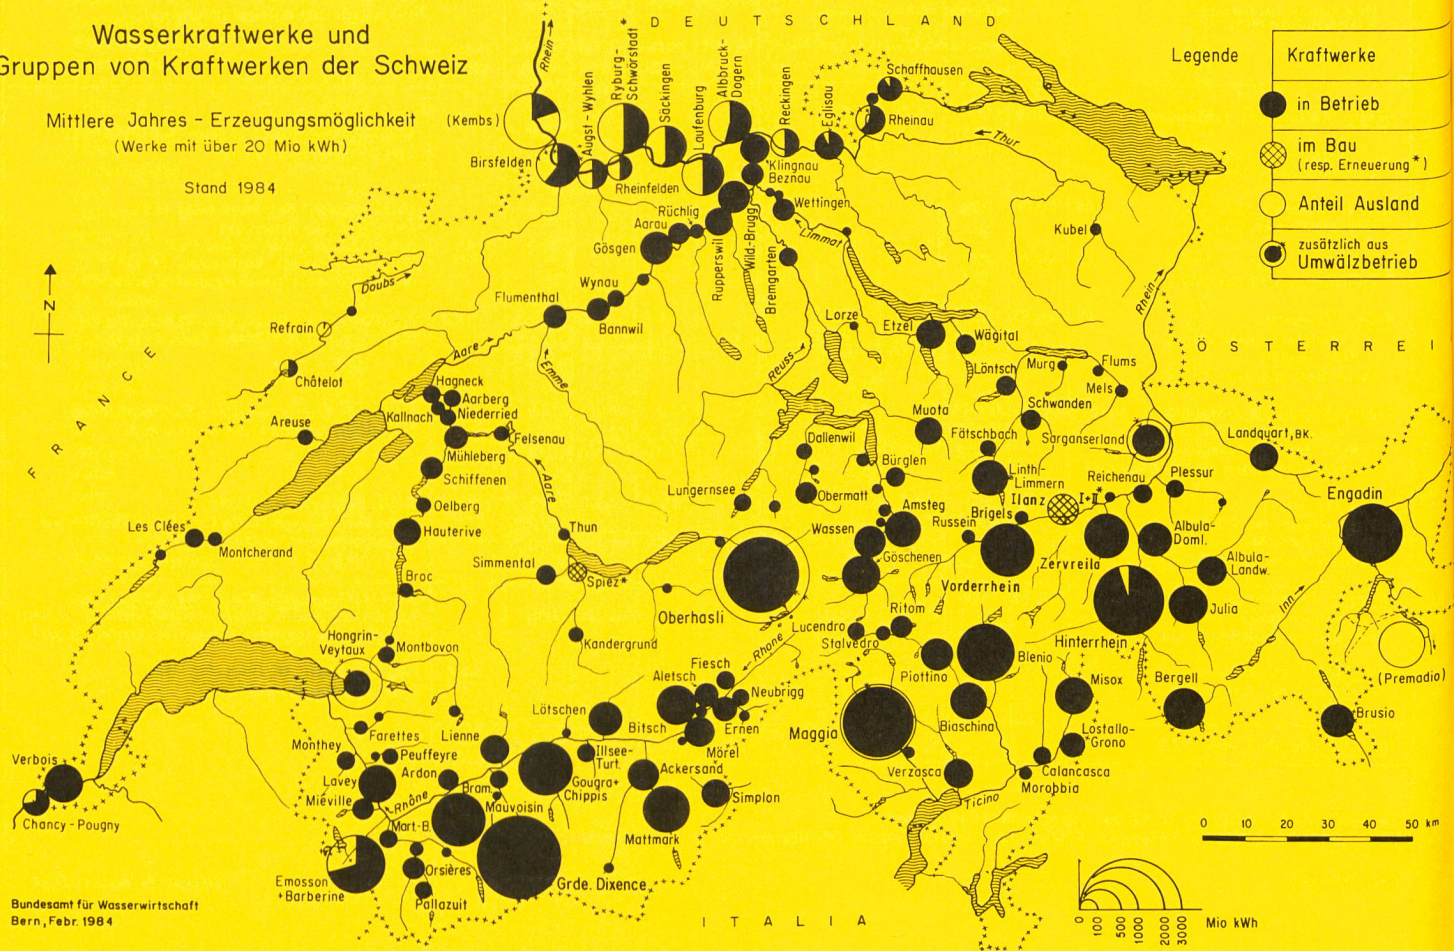 Wasserkraftwerke und
Gruppen von Kraftwerken der Schweiz
Mittlere Jahres - Erzeugungsmöglichkeit
(Werke mit über 20 Mio kWh)
Stand 1984
* DEUTSCHLAND
Legende
Kraftwerke
in Betrieb
im Bau
(resp. Erneuerung*)
Anteil Ausland
zusätzlich aus
Umwälzbetrieb
Rhein
(Kembs)
Birsfelden
Augst-Wyhlen
Ryburg-
Schwörstadt
Säckingen
Laufenburg
Albbruck-
Dogern
Reckingen
Eglisau
Schaffhausen
Rheinau
Thur
Rheinfelden
Klingnau
Beznau
Wettingen
Limmat
Rüchlig
Aarau
Gösgen
Rupperswil
Wild.-Brugg
Bremgarten
Kubel
Rhein
N
Doubs
Refrain
Châtelot
FRANCE
Wynau
Flumenthal
Bannwil
Aare
Emme
Reuss
Lorze
Etzel
Wägital
ÖSTERREI
Löntsch
Murg
Flums
Mels
Schwanden
Hagneck
Aarberg
Kallnach
Niederried
Felsenau
Areuse
Mühleberg
Schiffenen
Oelberg
Hauterive
Aare
Muota
Fätschbach
Sarganserland
Landquart, BK.
Dallenwil
Bürglen
Linth-
Limmern
Reichenau
Plessur
Lungernsee
Obermatt
Amsteg
Ilanz
I+II*
Engadin
Les Clées
Montcherand
Thun
Wassen
Russein
Brigels
Albula-
Doml.
Simmental
Spiez*
Göschenen
Zervreila
Albula-
Landw.
Broc
Vorderrhein
Oberhasli
Julia
Inn
Hongrin-
Veytaux
Montbovon
Kandergrund
Lucendro
Ritom
Stalvedro
Hinterrhein
Rhone
Piottino
Blenio
(Premadio)
Fiesch
Aletsch
Neubrigg
Misox
Bergell
Lötschen
Bitsch
Ernen
Maggia
Biaschina
Brusio
Farettes
Lienne
Mörel
Lostallo-
Grono
Monthey
Peuffeyre
Illsee-
Turt.
Verbois
Lavey
Ardon
Ackersand
Verzasca
Calancasca
Morobbia
Bram.
Gougra+
Chippis
Miéville
Rhône
Mauvoisin
Simplon
Ticino
Chancy-Pougny
Mart.-B.
Mattmark
0 10 20 30 40 50 km
Orsières
Emosson
+Barberine
Grde. Dixence
Pallazuit
Bundesamt für Wasserwirtschaft
Bern, Febr. 1984
ITALIA
0 100 500 1000 2000 3000 Mio kWh